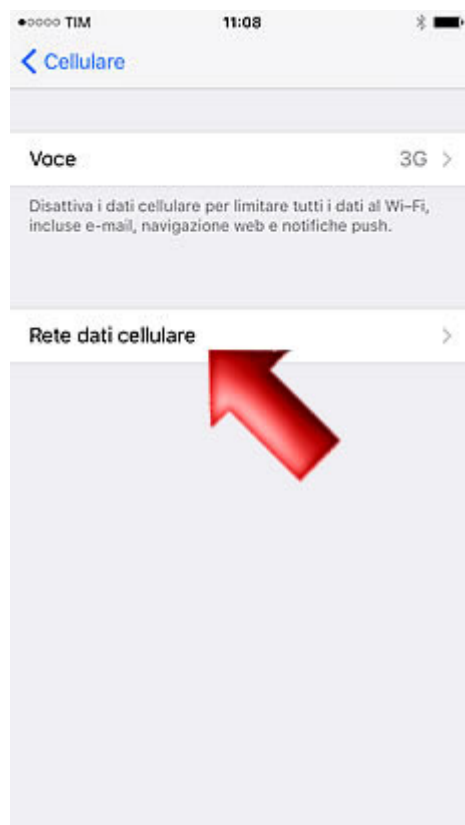 TIM 11:08
Cellulare
Voce 3G
Disattiva i dati cellulare per limitare tutti i dati al Wi-Fi,
incluse e-mail, navigazione web e notifiche push.
Rete dati cellulare